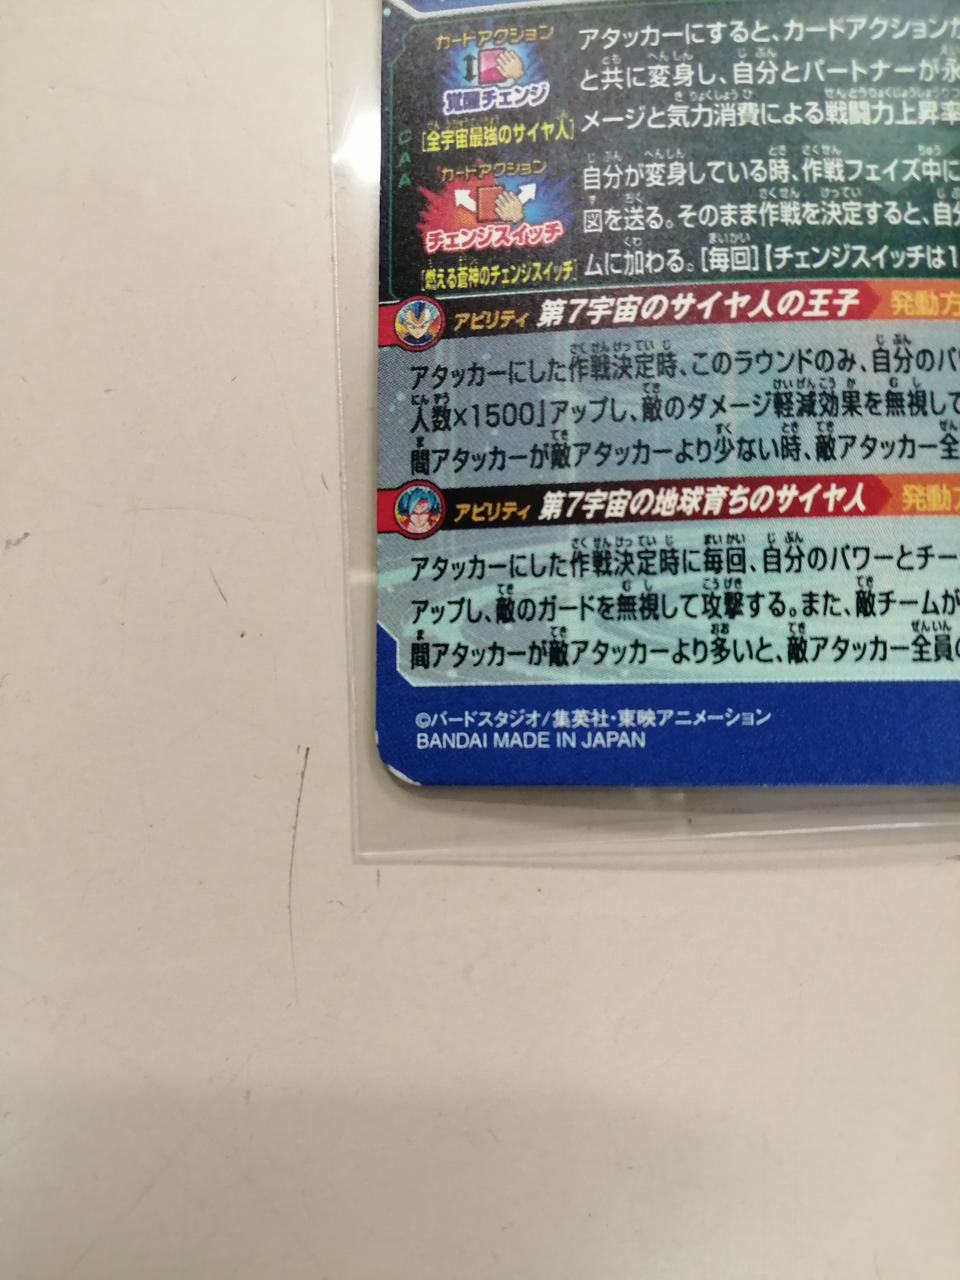 カードアクション
覚醒チェンジ
[全宇宙最強のサイヤ人]
アタッカーにすると、カードアクションが
と共に変身し、自分とパートナーが永
メージと気力消費による戦闘力上昇率
CAA
カードアクション
チェンジスイッチ
[燃える蒼神のチェンジスイッチ]
自分が変身している時、作戦フェイズ中に
図を送る。そのまま作戦を決定すると、自分
ムに加わる。[毎回]【チェンジスイッチは1
アビリティ 第7宇宙のサイヤ人の王子 発動方
アタッカーにした作戦決定時、このラウンドのみ、自分のパワ
人数×1500」アップし、敵のダメージ軽減効果を無視して
間アタッカーが敵アタッカーより少ない時、敵アタッカー全
アビリティ 第7宇宙の地球育ちのサイヤ人 発動方
アタッカーにした作戦決定時に毎回、自分のパワーとチー
アップし、敵のガードを無視して攻撃する。また、敵チームが
間アタッカーが敵アタッカーより多いと、敵アタッカー全員の
©バードスタジオ/集英社・東映アニメーション
BANDAI MADE IN JAPAN